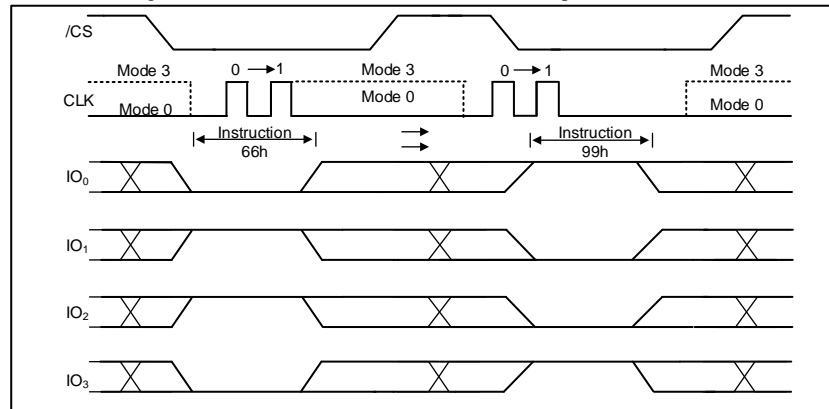 /CS
Mode 3 0 1 Mode 3 0 1 Mode 3
CLK Mode 0 Mode 0 Mode 0
Instruction Instruction
66h 99h
IO₀
IO₁
IO₂
IO₃